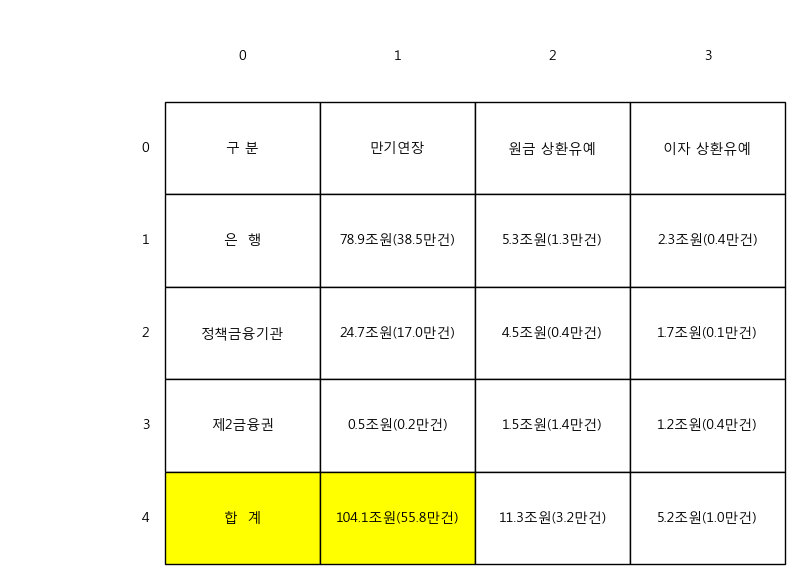 0 1 2 3
0 구 분 만기연장 원금 상환유예 이자 상환유예
1 은 행 78.9조원(38.5만건) 5.3조원(1.3만건) 2.3조원(0.4만건)
2 정책금융기관 24.7조원(17.0만건) 4.5조원(0.4만건) 1.7조원(0.1만건)
3 제2금융권 0.5조원(0.2만건) 1.5조원(1.4만건) 1.2조원(0.4만건)
4 합 계 104.1조원(55.8만건) 11.3조원(3.2만건) 5.2조원(1.0만건)